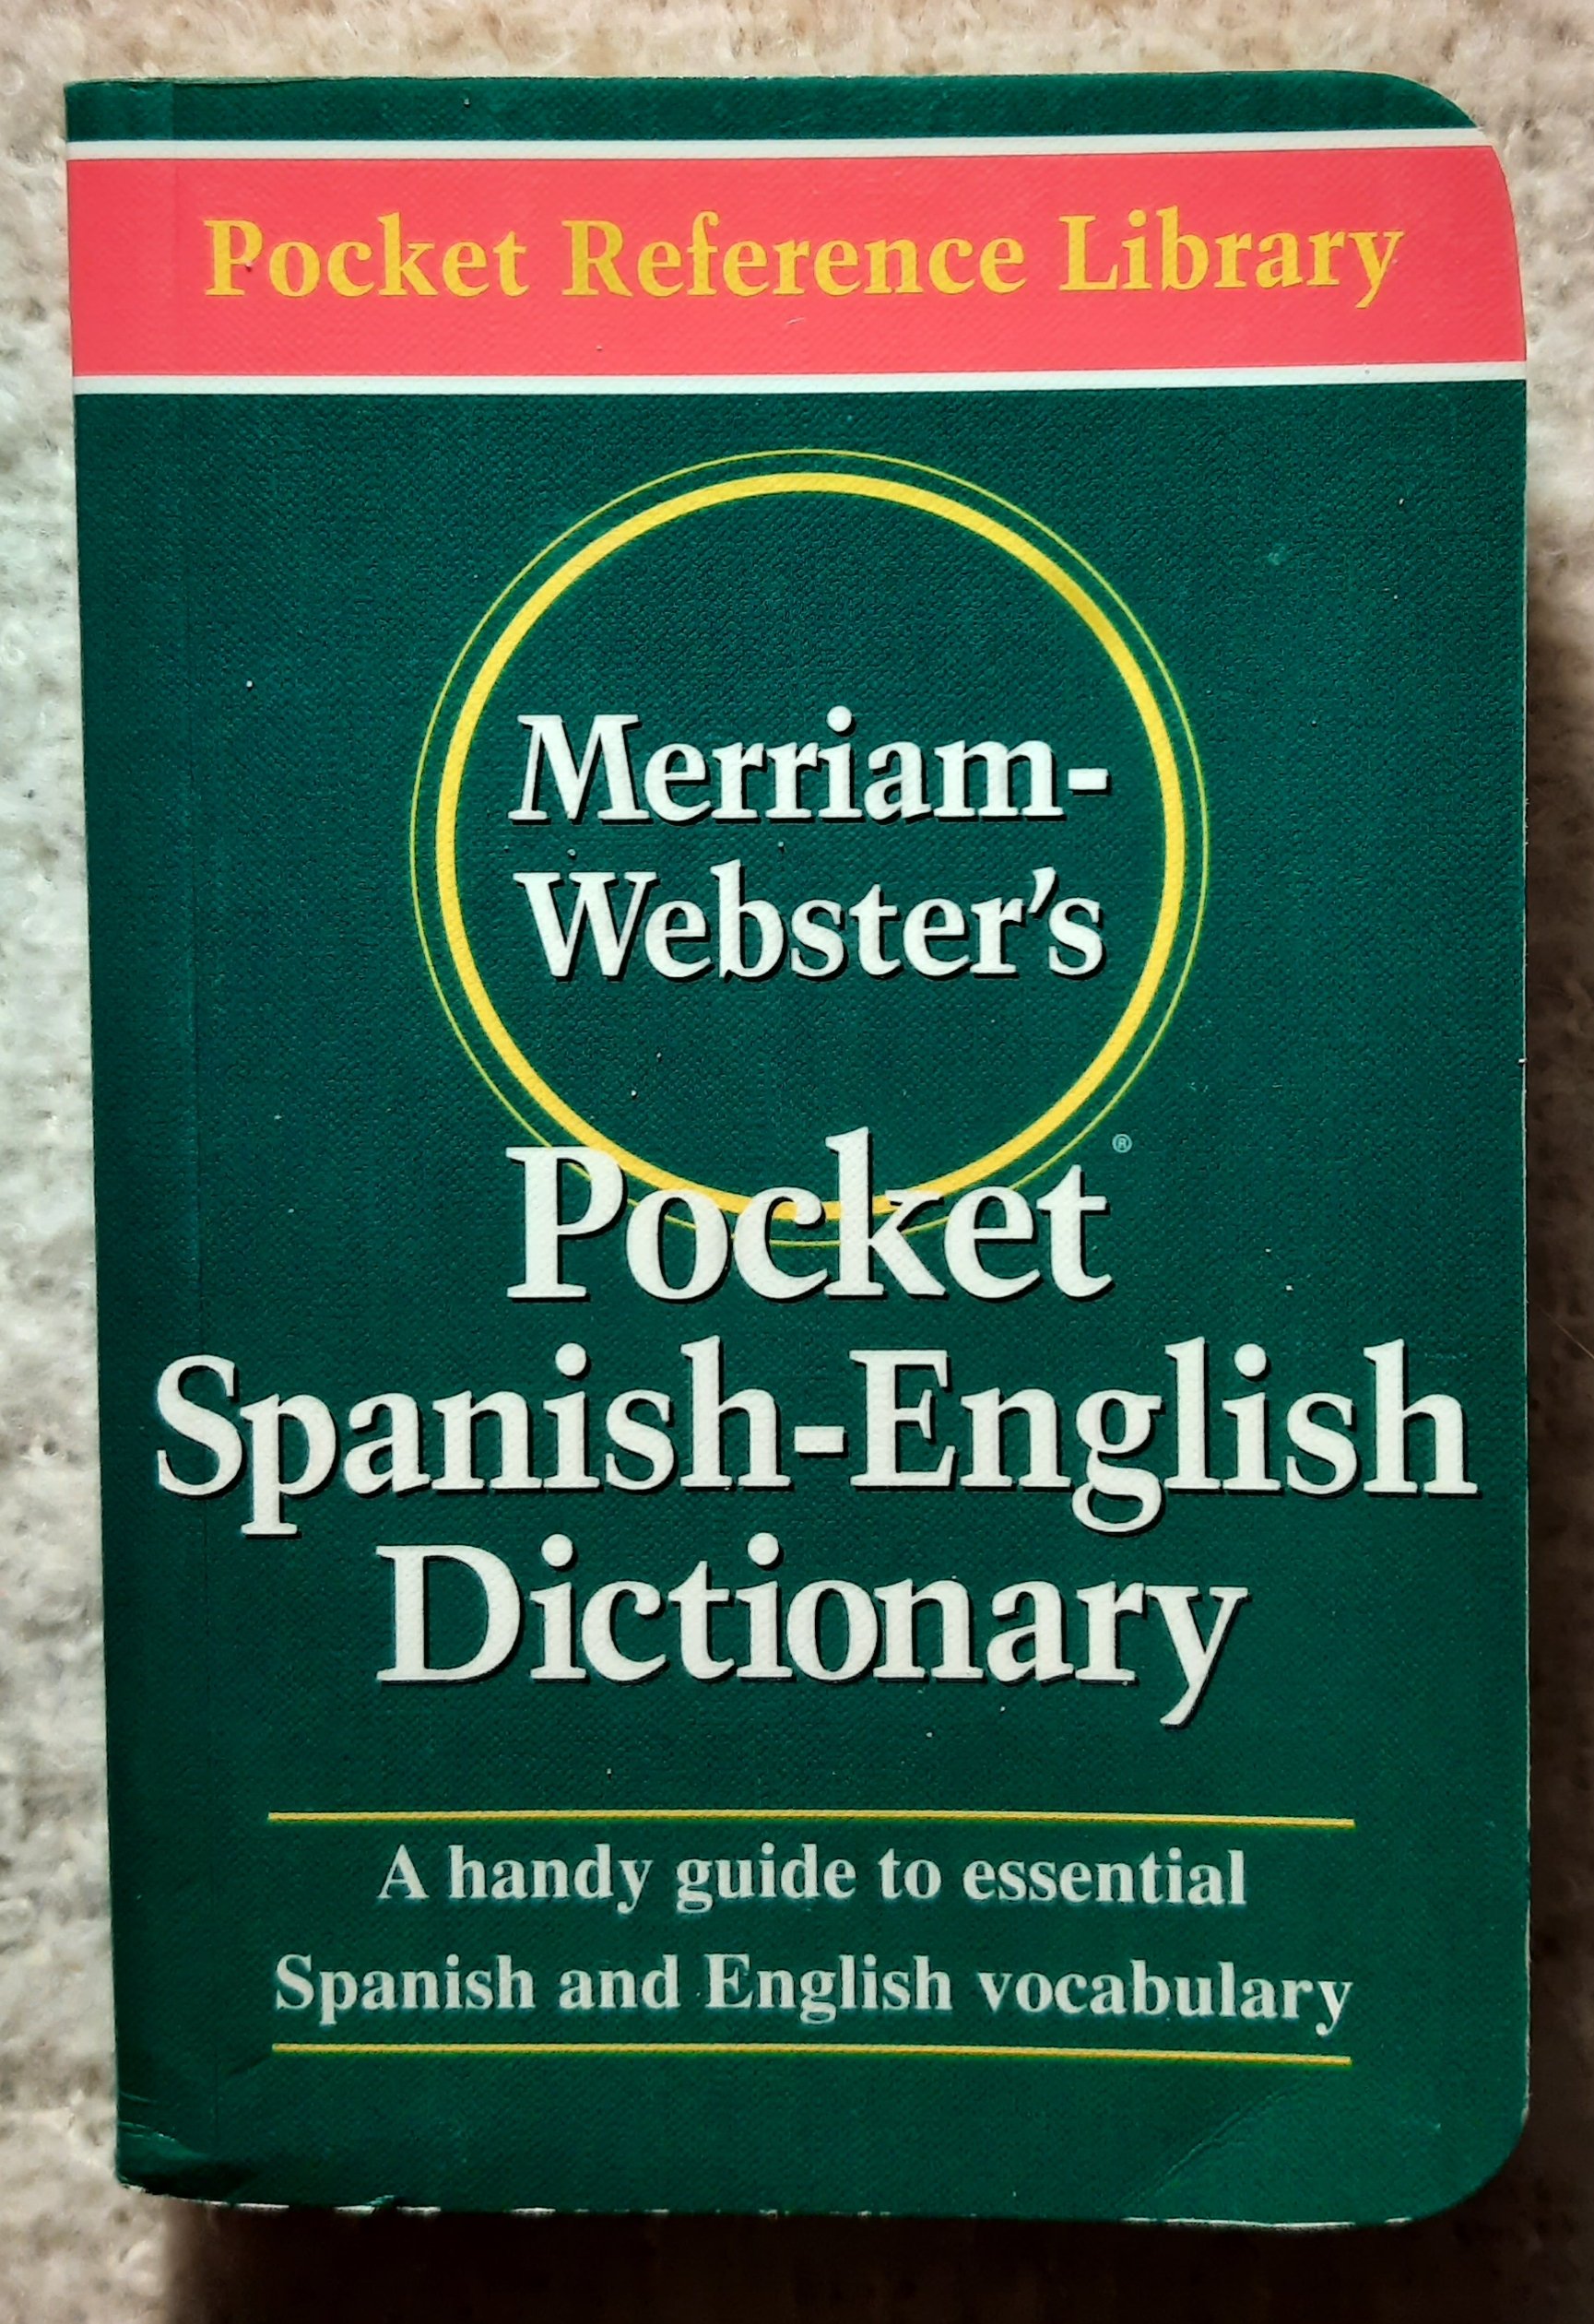 Pocket Reference Library
Merriam-
Webster's
Pocket®
Spanish-English
Dictionary
A handy guide to essential
Spanish and English vocabulary